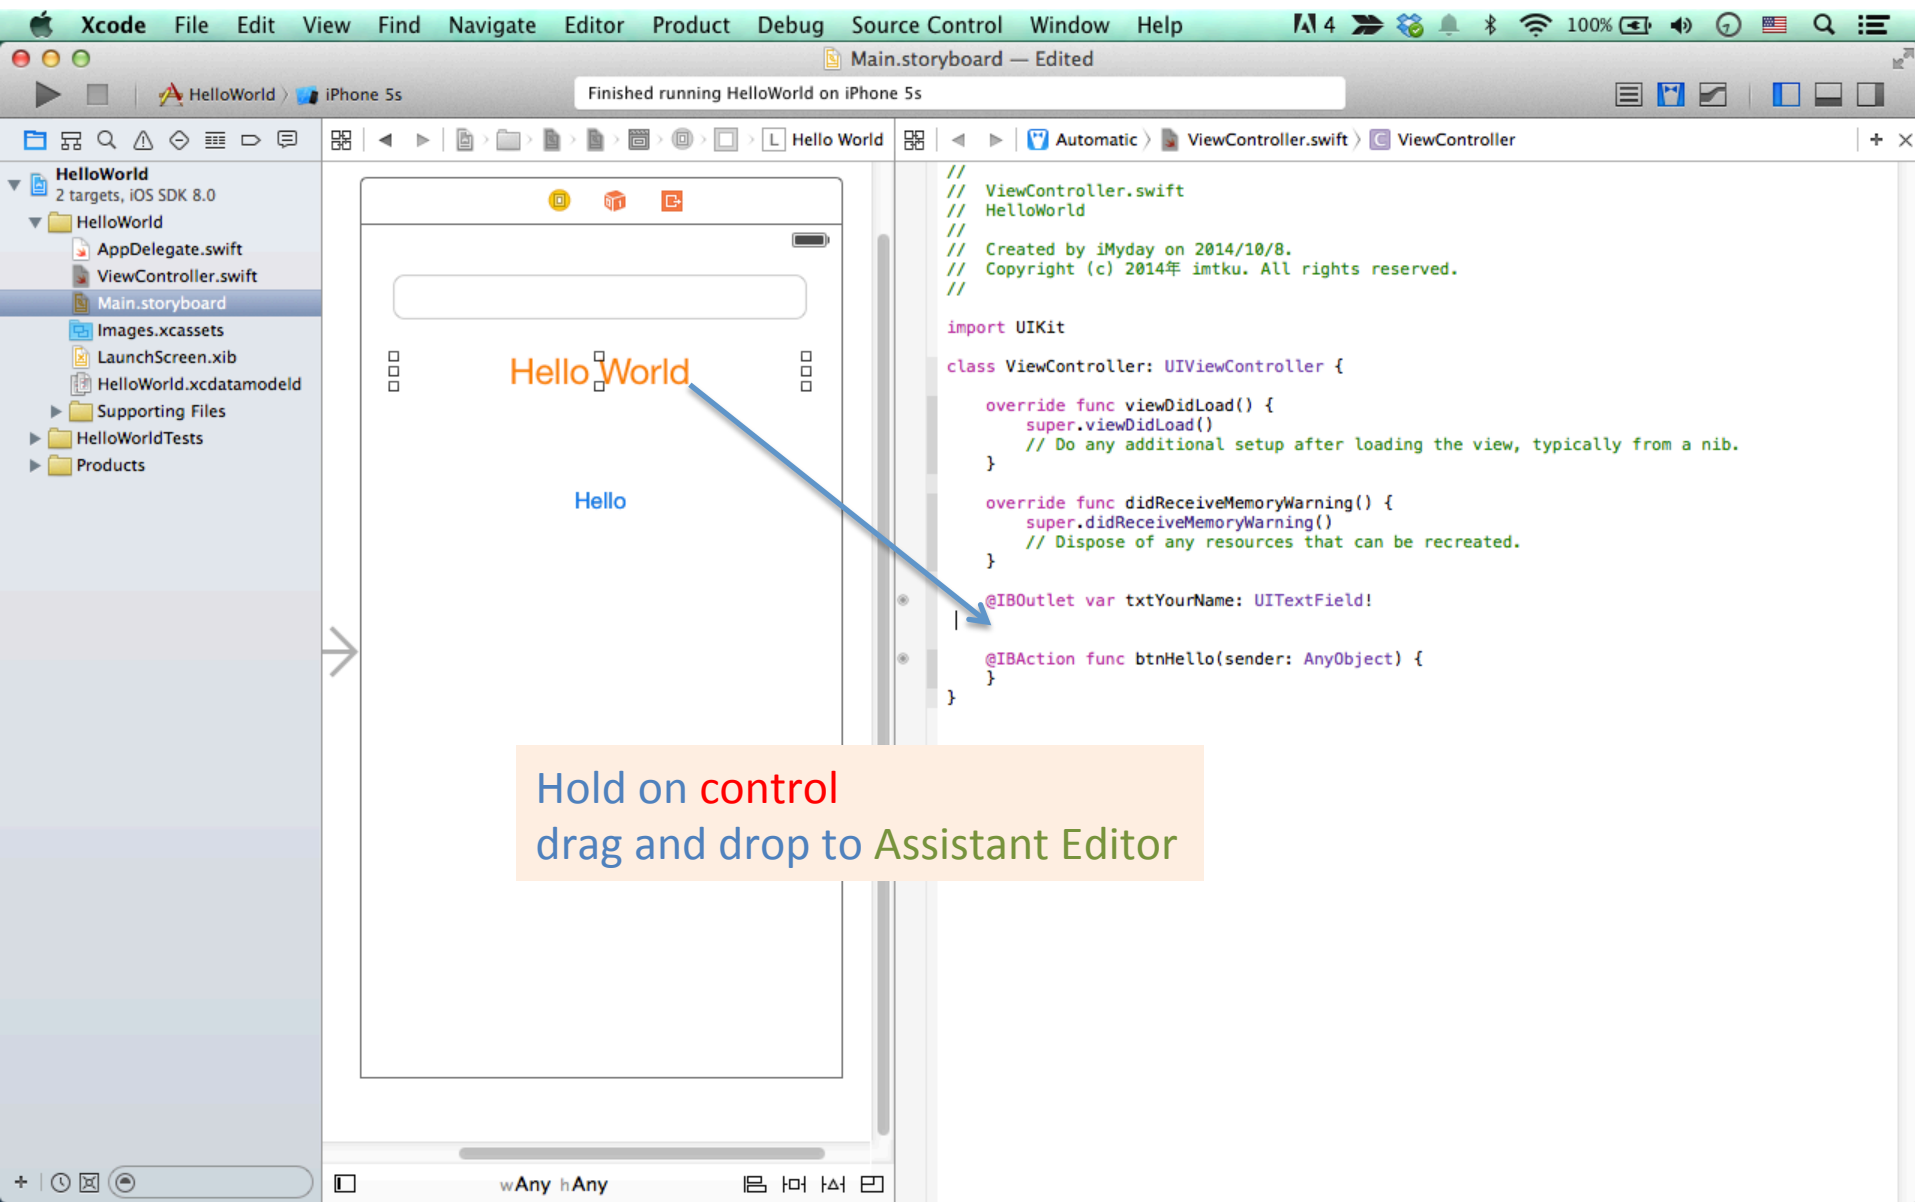 Xcode File Edit View Find Navigate Editor Product Debug Source Control Window Help 4 100%
Main.storyboard — Edited
HelloWorld iPhone 5s
Finished running HelloWorld on iPhone 5s
L Hello World
Automatic ViewController.swift C ViewController
HelloWorld
2 targets, iOS SDK 8.0
HelloWorld
AppDelegate.swift
ViewController.swift
Main.storyboard
Images.xcassets
LaunchScreen.xib
HelloWorld.xcdatamodeld
Supporting Files
HelloWorldTests
Products
Hello World
Hello
//
// ViewController.swift
// HelloWorld
//
// Created by iMyday on 2014/10/8.
// Copyright (c) 2014年 imtku. All rights reserved.
//
import UIKit
class ViewController: UIViewController {
override func viewDidLoad() {
super.viewDidLoad()
// Do any additional setup after loading the view, typically from a nib.
}
override func didReceiveMemoryWarning() {
super.didReceiveMemoryWarning()
// Dispose of any resources that can be recreated.
}
@IBOutlet var txtYourName: UITextField!
@IBAction func btnHello(sender: AnyObject) {
}
}
Hold on control
drag and drop to Assistant Editor
wAny hAny